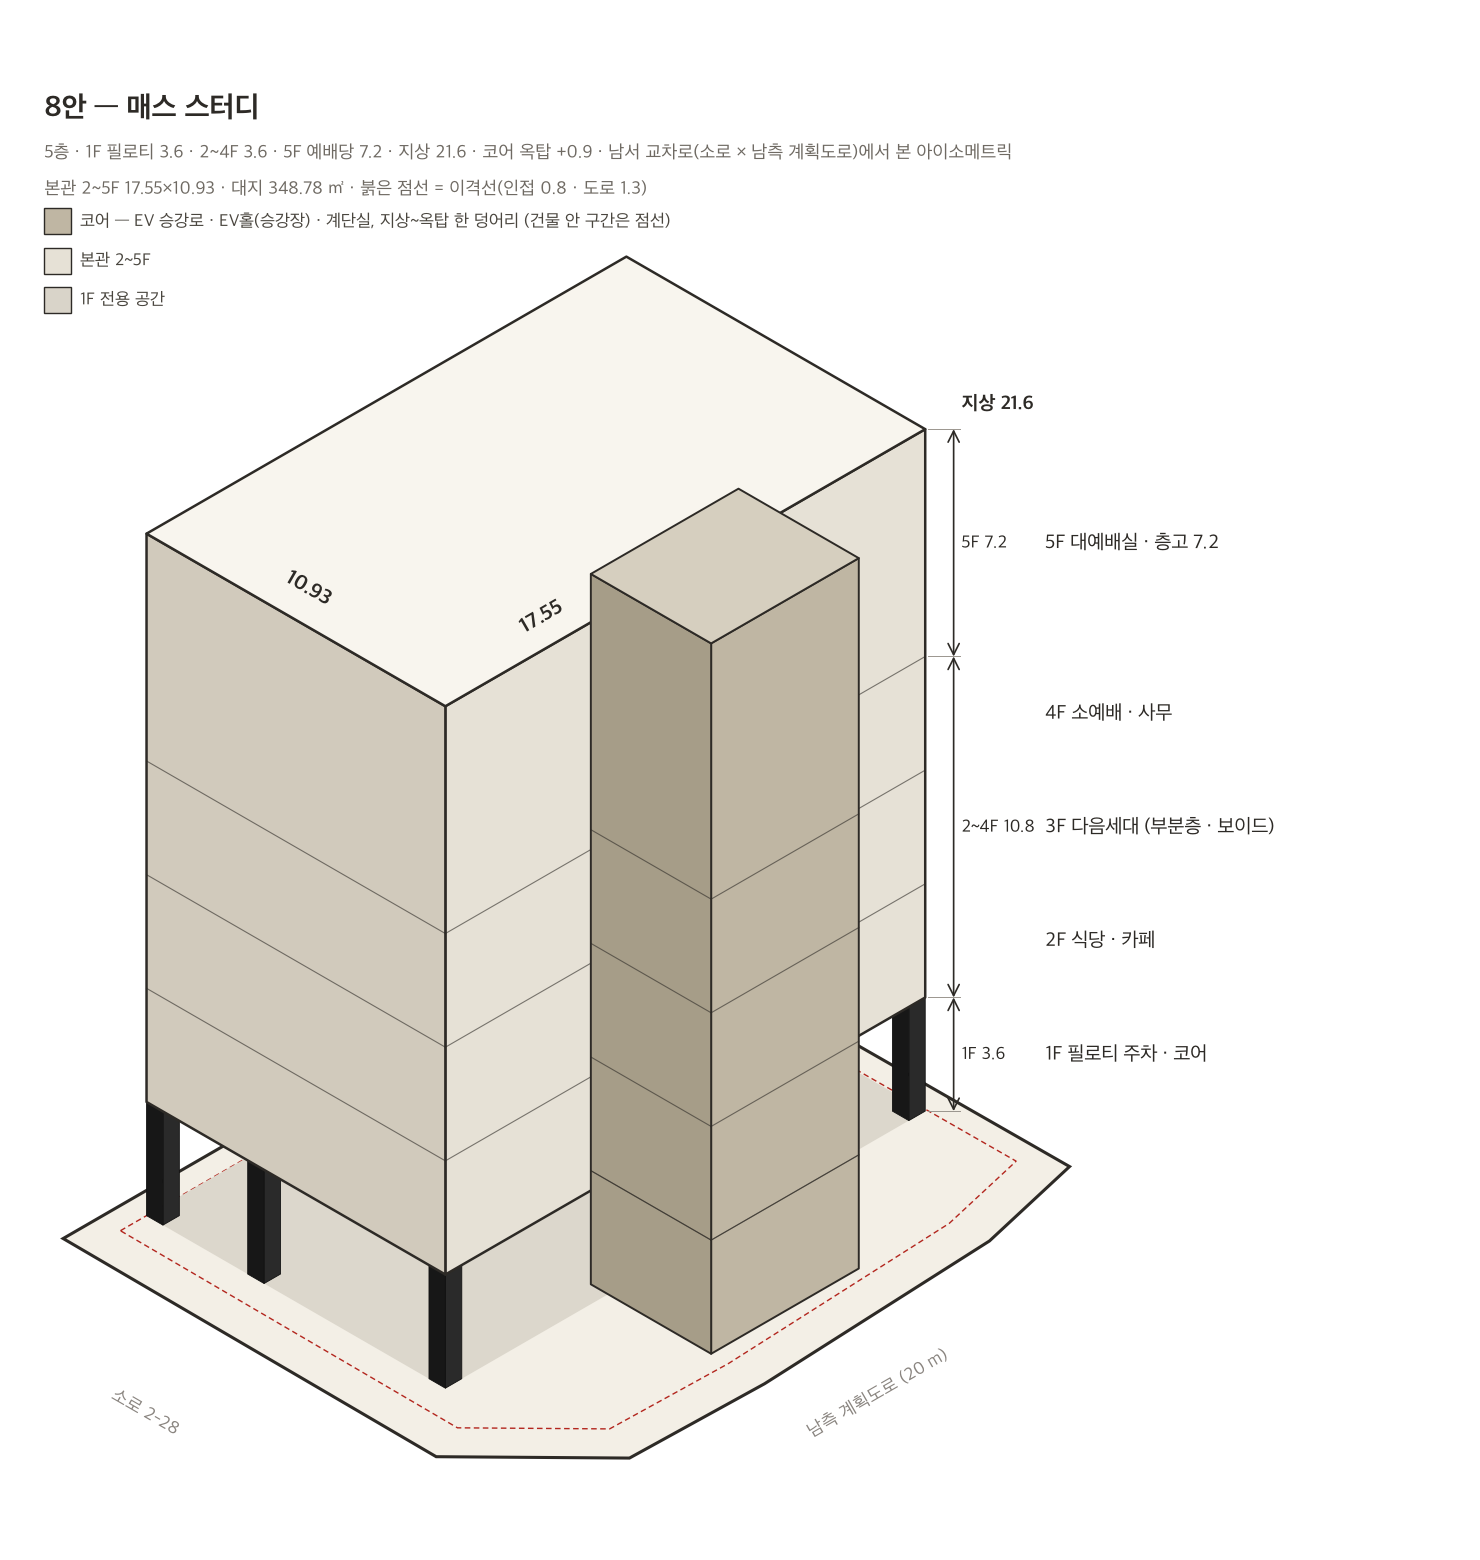 8안 — 매스 스터디
5층 · 1F 필로티 3.6 · 2~4F 3.6 · 5F 예배당 7.2 · 지상 21.6 · 코어 옥탑 +0.9 · 남서 교차로(소로 × 남측 계획도로)에서 본 아이소메트릭
본관 2~5F 17.55×10.93 · 대지 348.78 ㎡ · 붉은 점선 = 이격선(인접 0.8 · 도로 1.3)
코어 — EV 승강로 · EV홀(승강장) · 계단실, 지상~옥탑 한 덩어리 (건물 안 구간은 점선)
본관 2~5F
1F 전용 공간
지상 21.6
5F 7.2
5F 대예배실 · 층고 7.2
10.93
17.55
4F 소예배 · 사무
2~4F 10.8
3F 다음세대 (부분층 · 보이드)
2F 식당 · 카페
1F 3.6
1F 필로티 주차 · 코어
소로 2-28
남측 계획도로 (20 m)